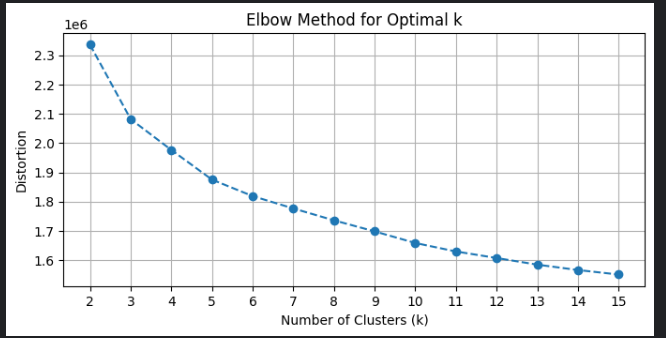 Elbow Method for Optimal k
1e6
2.3
2.2
2.1
2.0
1.9
1.8
1.7
1.6
Distortion
2 3 4 5 6 7 8 9 10 11 12 13 14 15
Number of Clusters (k)